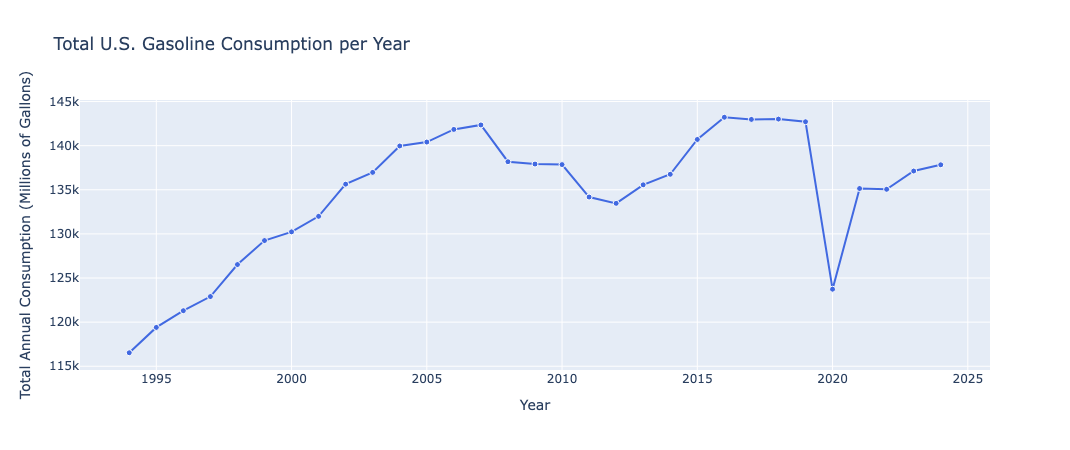 Total U.S. Gasoline Consumption per Year
Total Annual Consumption (Millions of Gallons)
145k
140k
135k
130k
125k
120k
115k
1995 2000 2005 2010 2015 2020 2025
Year